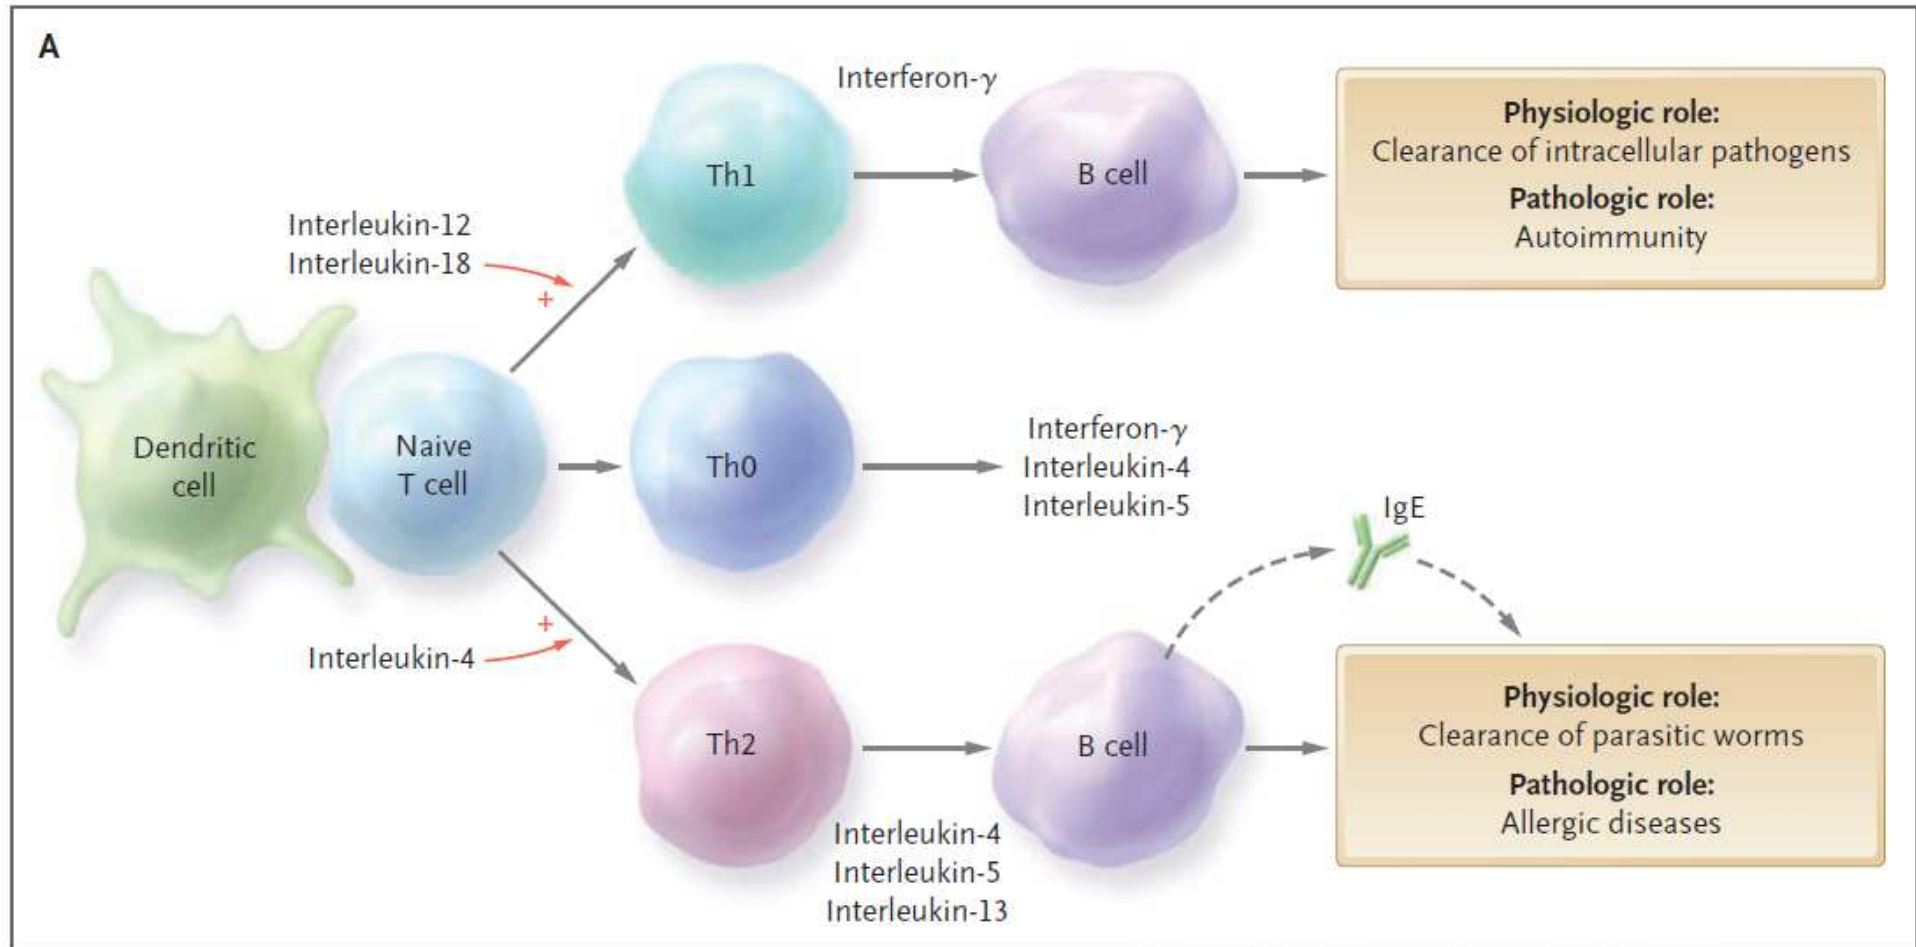 A
Interferon-γ
Th1
B cell
Physiologic role:
Clearance of intracellular pathogens
Pathologic role:
Autoimmunity
Interleukin-12
Interleukin-18
+
Dendritic
cell
Naive
T cell
Th0
Interferon-γ
Interleukin-4
Interleukin-5
IgE
+
Interleukin-4
Th2
B cell
Interleukin-4
Interleukin-5
Interleukin-13
Physiologic role:
Clearance of parasitic worms
Pathologic role:
Allergic diseases